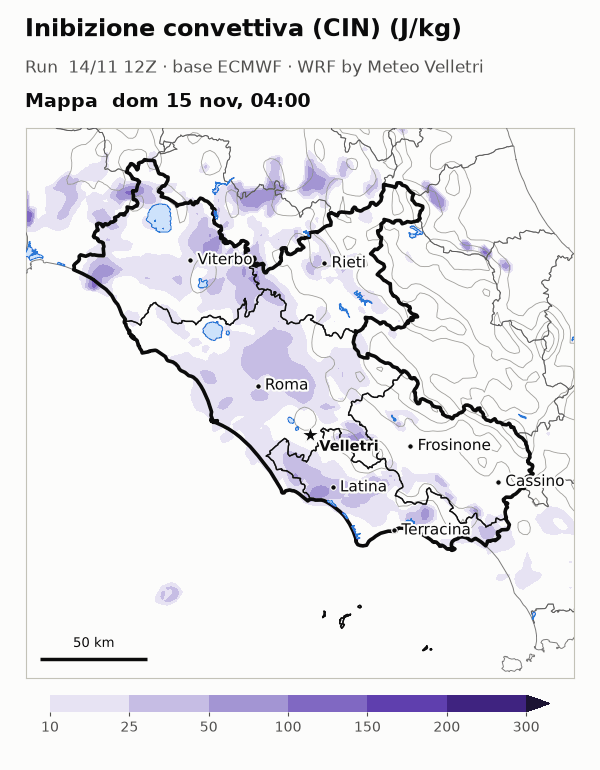 Inibizione convettiva (CIN) (J/kg)
Run 14/11 12Z · base ECMWF · WRF by Meteo Velletri
Mappa dom 15 nov, 04:00
Viterbo
Rieti
Roma
Velletri
Frosinone
Cassino
Latina
Terracina
50 km
10 25 50 100 150 200 300